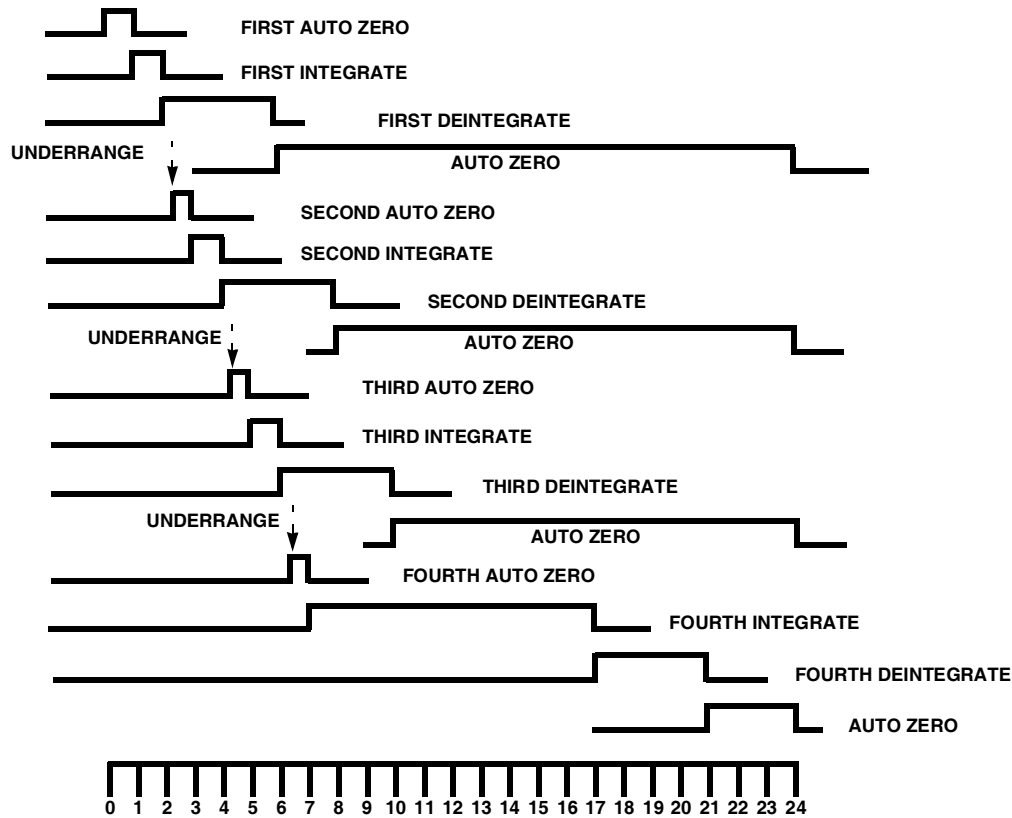 FIRST AUTO ZERO
FIRST INTEGRATE
FIRST DEINTEGRATE
UNDERRANGE
AUTO ZERO
SECOND AUTO ZERO
SECOND INTEGRATE
SECOND DEINTEGRATE
UNDERRANGE
AUTO ZERO
THIRD AUTO ZERO
THIRD INTEGRATE
THIRD DEINTEGRATE
UNDERRANGE
AUTO ZERO
FOURTH AUTO ZERO
FOURTH INTEGRATE
FOURTH DEINTEGRATE
AUTO ZERO
0 1 2 3 4 5 6 7 8 9 10 11 12 13 14 15 16 17 18 19 20 21 22 23 24